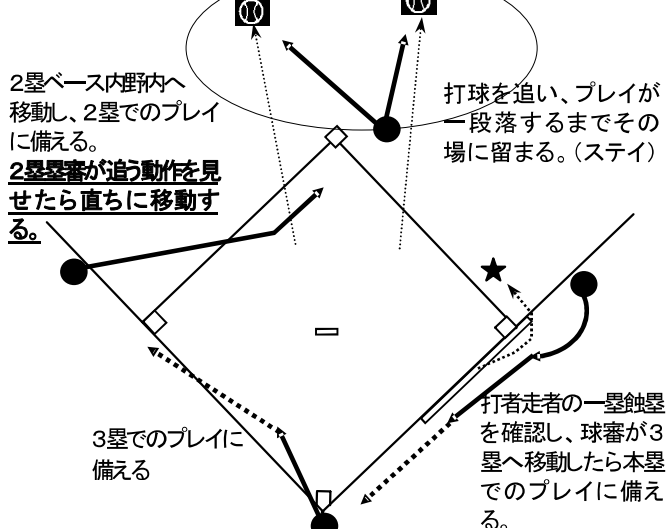 ２塁ベース内野内へ
移動し、２塁でのプレイ
に備える。
２塁塁審が追う動作を見
せたら直ちに移動す
る。
打球を追い、プレイが
一段落するまでその
場に留まる。（ステイ）
３塁でのプレイに
備える
打者走者の一塁蝕塁
を確認し、球審が３
塁へ移動したら本塁
でのプレイに備え
る。